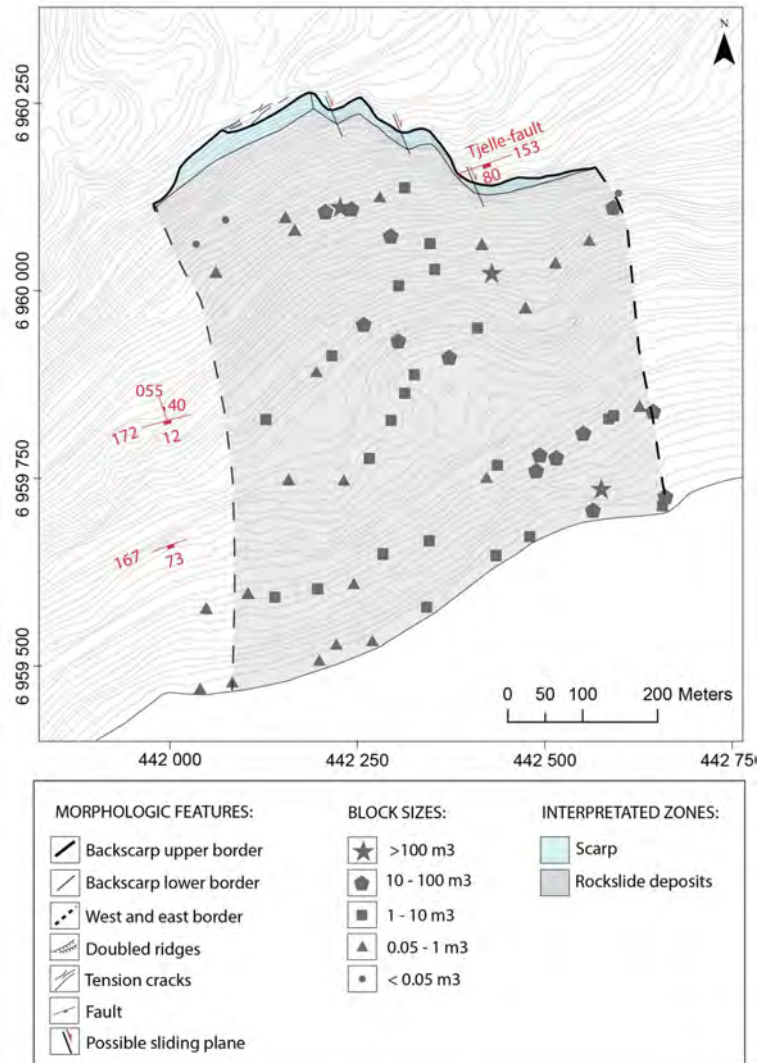 N
6 960 250
Tjelle-fault
153
80
6 960 000
055
40
172
12
6 959 750
167
73
6 959 500
0 50 100 200 Meters
442 000 442 250 442 500 442 750
MORPHOLOGIC FEATURES:
Backscarp upper border
Backscarp lower border
West and east border
Doubled ridges
Tension cracks
Fault
Possible sliding plane
BLOCK SIZES:
>100 m3
10 - 100 m3
1 - 10 m3
0.05 - 1 m3
< 0.05 m3
INTERPRETATED ZONES:
Scarp
Rockslide deposits